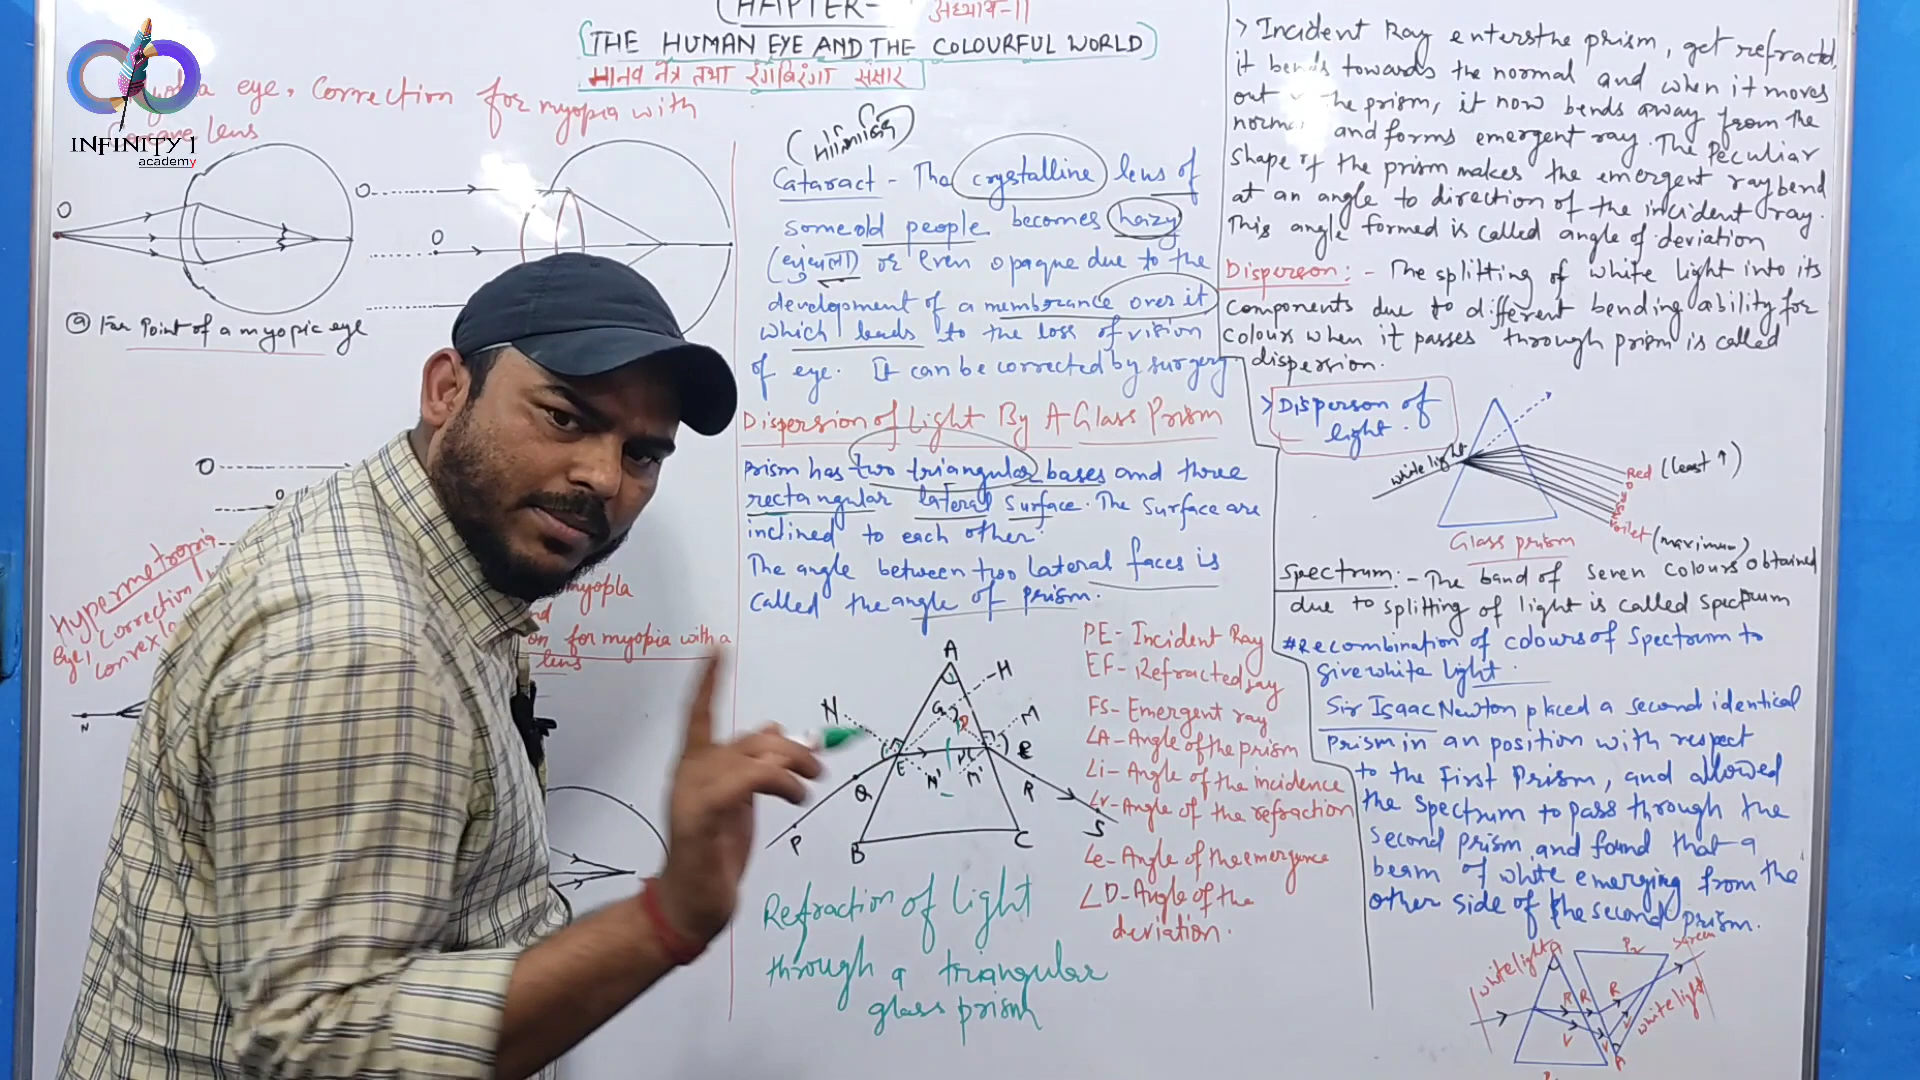 CHAPTER- अध्याय-11
THE HUMAN EYE AND THE COLOURFUL WORLD
मानव नेत्र तथा रंगबिरंगा संसार
INFINITY 1
academy
eye, Correction for myopia with
Lens
O
O
O
(a) Far Point of a myopic eye
O
O
Hypermetropia
Eye,
Correction
myopia
on for myopia with a
lens
N
Cataract - The crystalline lens of
some old people becomes hazy
or even opaque due to the
development of a membrance over it
which leads to the loss of vision
of eye. It can be corrected by surgery
Dispersion of Light By A Glass Prism
Prism has two triangular bases and three
rectangular lateral surface. The surface are
inclined to each other.
The angle between two lateral faces is
called the angle of prism.
A
H
N
G
D
M
E
N'
M'
Q
R
P
S
B
C
PE- Incident Ray
EF- Refracted ray
FS- Emergent ray
∠A- Angle of the prism
∠i- Angle of the incidence
∠r- Angle of the refraction
∠e- Angle of the emergence
∠D- Angle of the
deviation.
Refraction of light
through a triangular
glass prism
> Incident Ray enters the prism, get refractd,
it bends towards the normal and when it moves
out the prism, it now bends away from the
and forms emergent ray. The Peculiar
shape of the prism makes the emergent ray bend
at an angle to direction of the incident ray.
This angle formed is called angle of deviation
Disperson: - The splitting of white light into its
components due to different bending ability for
colours when it passes through prism is called
dispersion.
> Disperson of
light.
white light
Red (least ↑)
O
voilet (maximum)
Glass prism
Spectrum: - The band of seven colours obtained
due to splitting of light is called Spectrum
#Recombination of colours of Spectrum to
give white light.
Sir Isaac Newton placed a second identical
Prism in an position with respect
to the First Prism, and allowed
the spectrum to pass through the
second prism and found that a
beam of white emerging from the
other side of the second prism.
white light
A
P2
Screen
R
R
R
V
V
white light
A